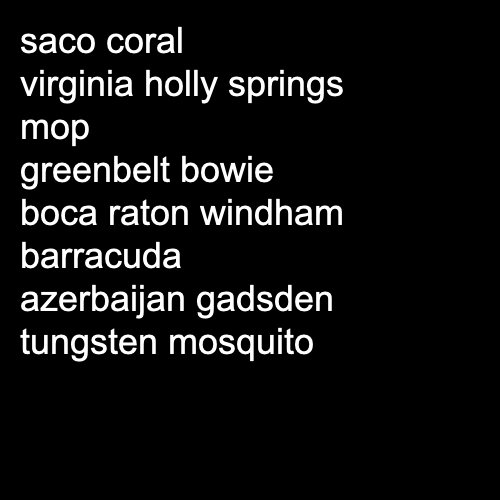 saco coral
virginia holly springs
mop
greenbelt bowie
boca raton windham
barracuda
azerbaijan gadsden
tungsten mosquito